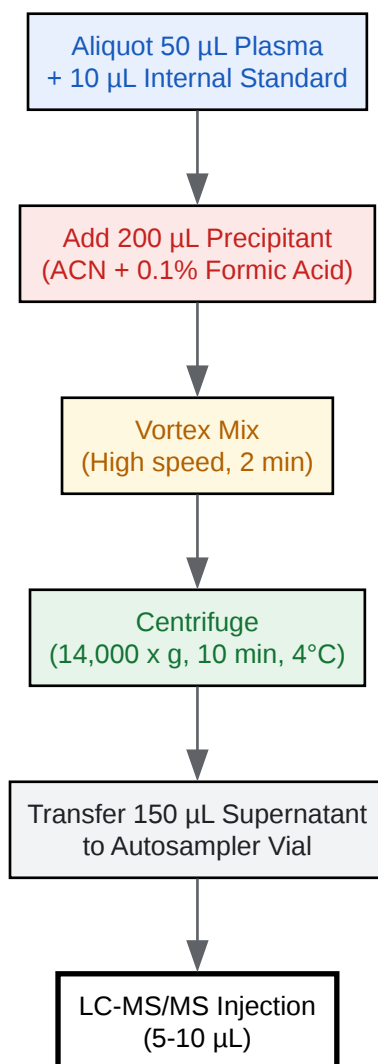 Aliquot 50 µL Plasma
+ 10 µL Internal Standard
Add 200 µL Precipitant
(ACN + 0.1% Formic Acid)
Vortex Mix
(High speed, 2 min)
Centrifuge
(14,000 x g, 10 min, 4°C)
Transfer 150 µL Supernatant
to Autosampler Vial
LC-MS/MS Injection
(5-10 µL)